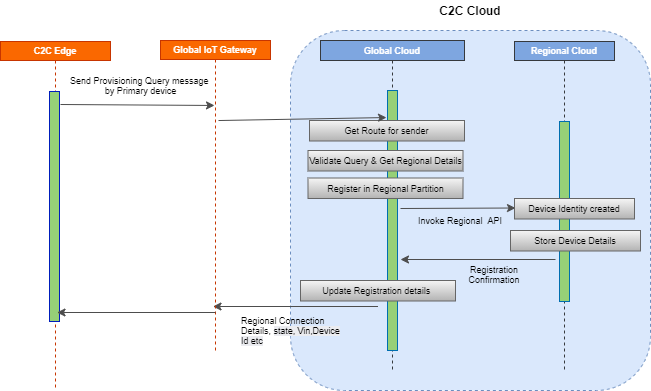 C2C Cloud
C2C Edge
Global IoT Gateway
Global Cloud
Regional Cloud
Send Provisioning Query message
by Primary device
Get Route for sender
Validate Query & Get Regional Details
Register in Regional Partition
Invoke Regional API
Device Identity created
Store Device Details
Registration
Confirmation
Update Registration details
Regional Connection
Details, state, Vin,Device
Id etc